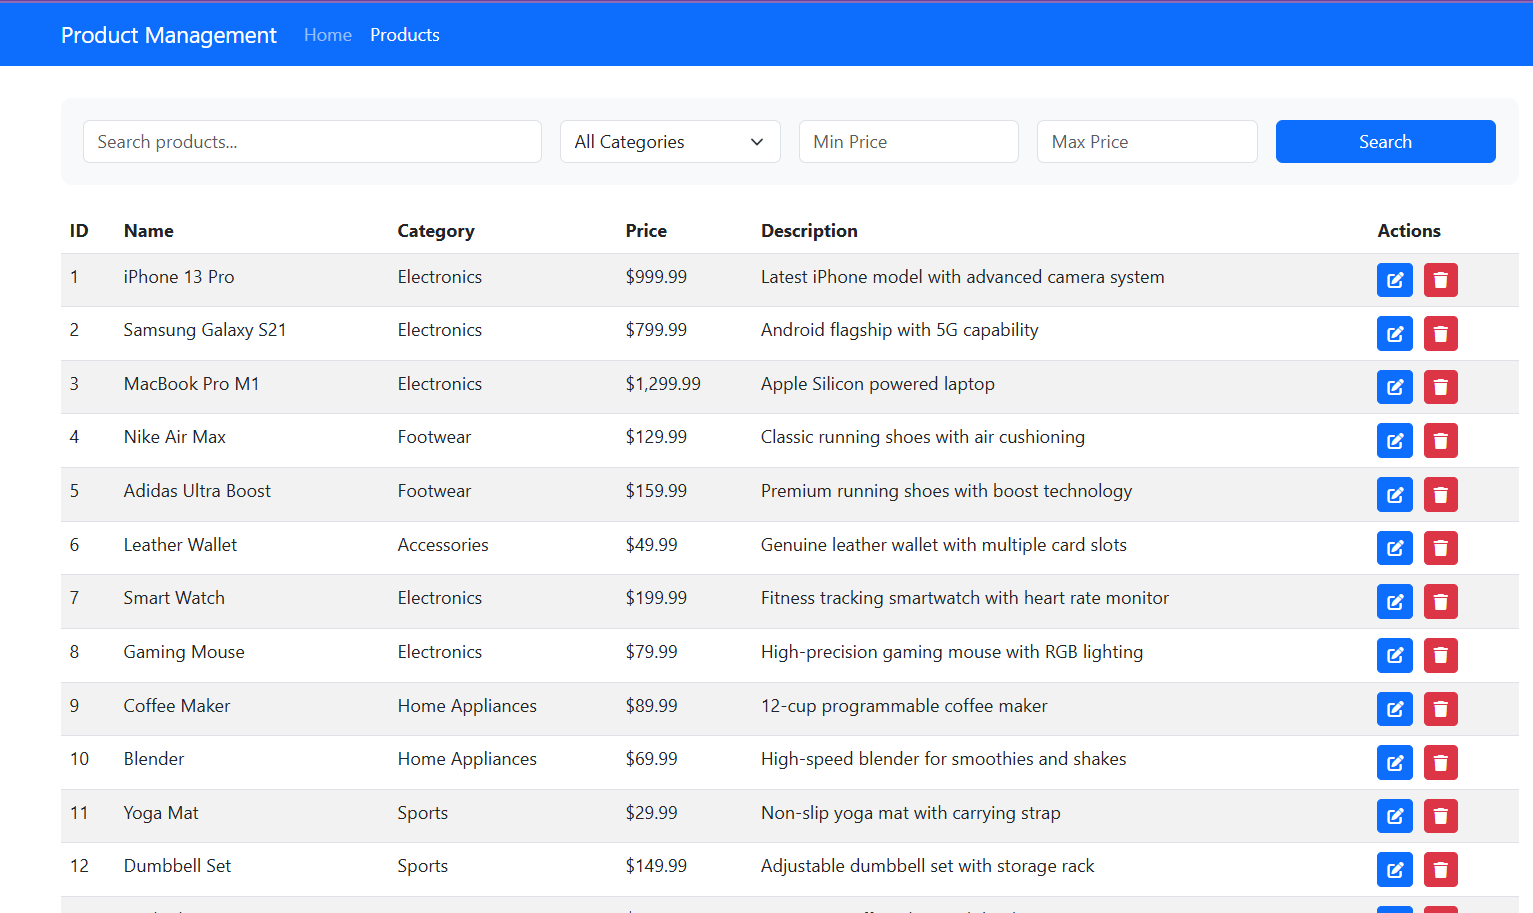 Product Management Home Products
Search products... All Categories Min Price Max Price Search
ID Name Category Price Description Actions
1 iPhone 13 Pro Electronics $999.99 Latest iPhone model with advanced camera system
2 Samsung Galaxy S21 Electronics $799.99 Android flagship with 5G capability
3 MacBook Pro M1 Electronics $1,299.99 Apple Silicon powered laptop
4 Nike Air Max Footwear $129.99 Classic running shoes with air cushioning
5 Adidas Ultra Boost Footwear $159.99 Premium running shoes with boost technology
6 Leather Wallet Accessories $49.99 Genuine leather wallet with multiple card slots
7 Smart Watch Electronics $199.99 Fitness tracking smartwatch with heart rate monitor
8 Gaming Mouse Electronics $79.99 High-precision gaming mouse with RGB lighting
9 Coffee Maker Home Appliances $89.99 12-cup programmable coffee maker
10 Blender Home Appliances $69.99 High-speed blender for smoothies and shakes
11 Yoga Mat Sports $29.99 Non-slip yoga mat with carrying strap
12 Dumbbell Set Sports $149.99 Adjustable dumbbell set with storage rack